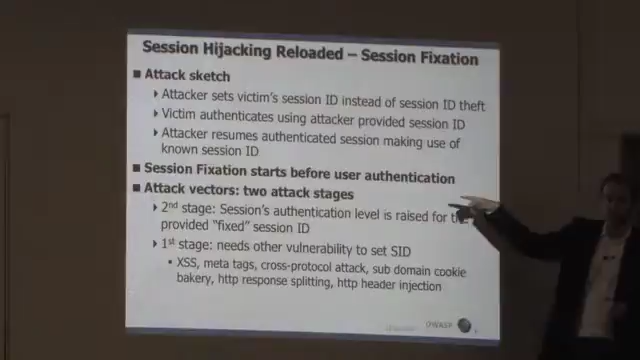 Session Hijacking Reloaded – Session Fixation
Attack sketch
Attacker sets victim's session ID instead of session ID theft
Victim authenticates using attacker provided session ID
Attacker resumes authenticated session making use of
known session ID
Session Fixation starts before user authentication
Attack vectors: two attack stages
2nd stage: Session's authentication level is raised for the
provided "fixed" session ID
1st stage: needs other vulnerability to set SID
XSS, meta tags, cross-protocol attack, sub domain cookie
bakery, http response splitting, http header injection
OWASP